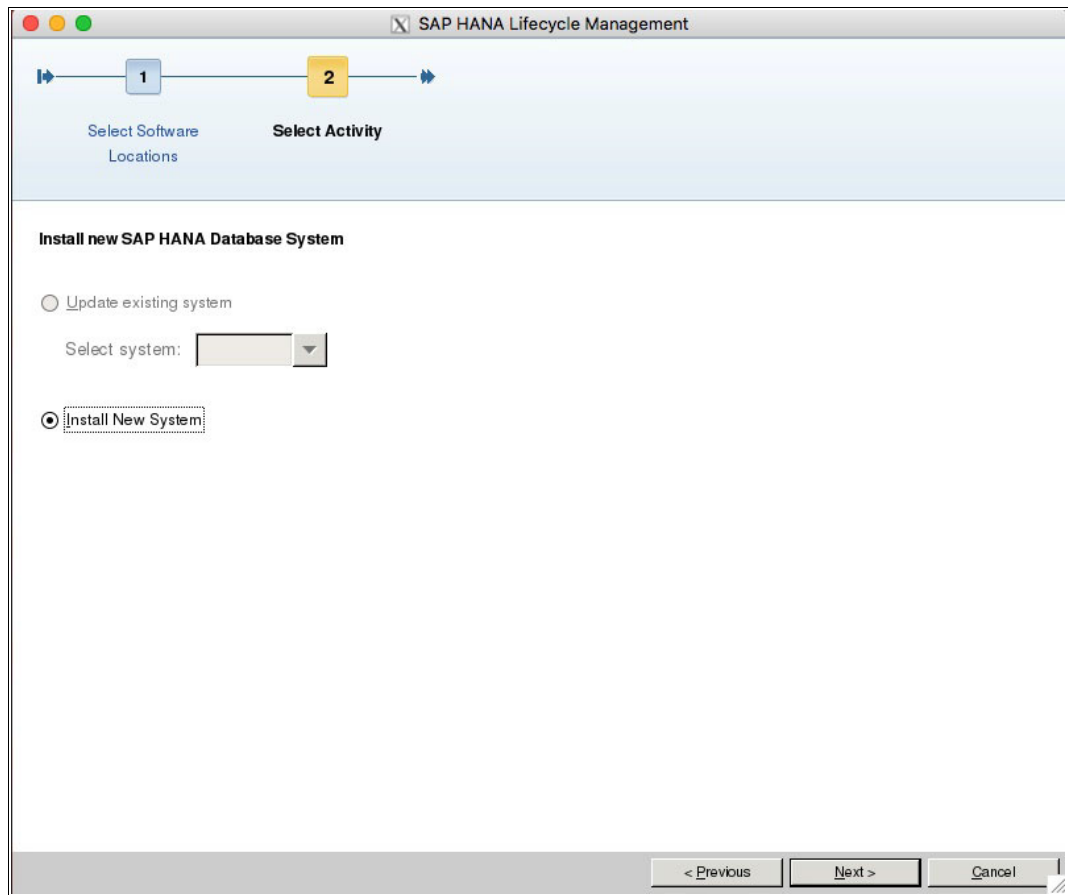 SAP HANA Lifecycle Management
1
2
Select Software
Locations
Select Activity
Install new SAP HANA Database System
Update existing system
Select system:
Install New System
< Previous
Next >
Cancel